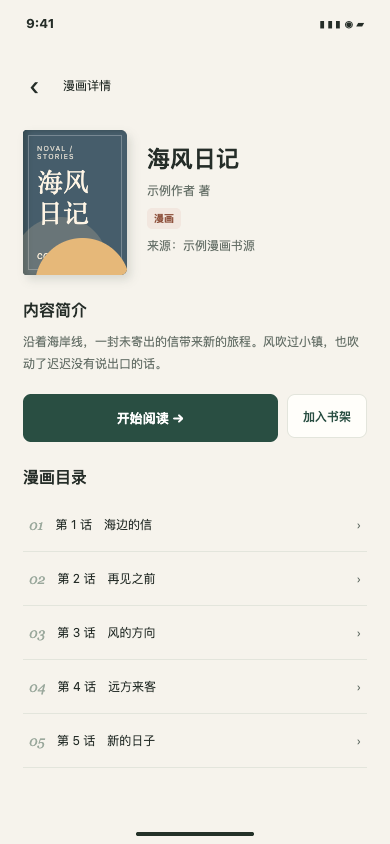 9:41
漫画详情
NOVAL /
STORIES
海风
日记
海风日记
示例作者 著
漫画
来源：示例漫画书源
内容简介
沿着海岸线，一封未寄出的信带来新的旅程。风吹过小镇，也吹
动了迟迟没有说出口的话。
开始阅读 →
加入书架
漫画目录
01 第 1 话 海边的信 ›
02 第 2 话 再见之前 ›
03 第 3 话 风的方向 ›
04 第 4 话 远方来客 ›
05 第 5 话 新的日子 ›